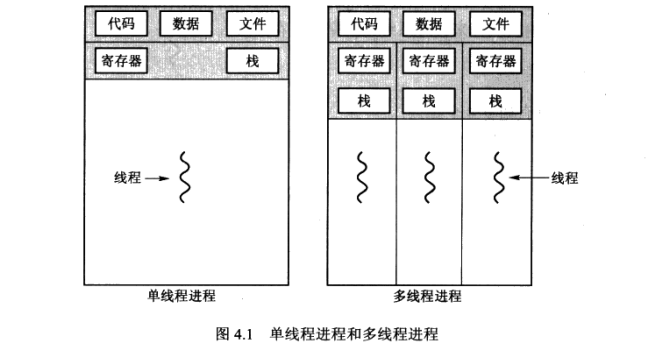 代码 数据 文件 代码 数据 文件
寄存器 栈 寄存器 寄存器 寄存器
栈 栈 栈
线程 线程
单线程进程 多线程进程
图 4.1 单线程进程和多线程进程